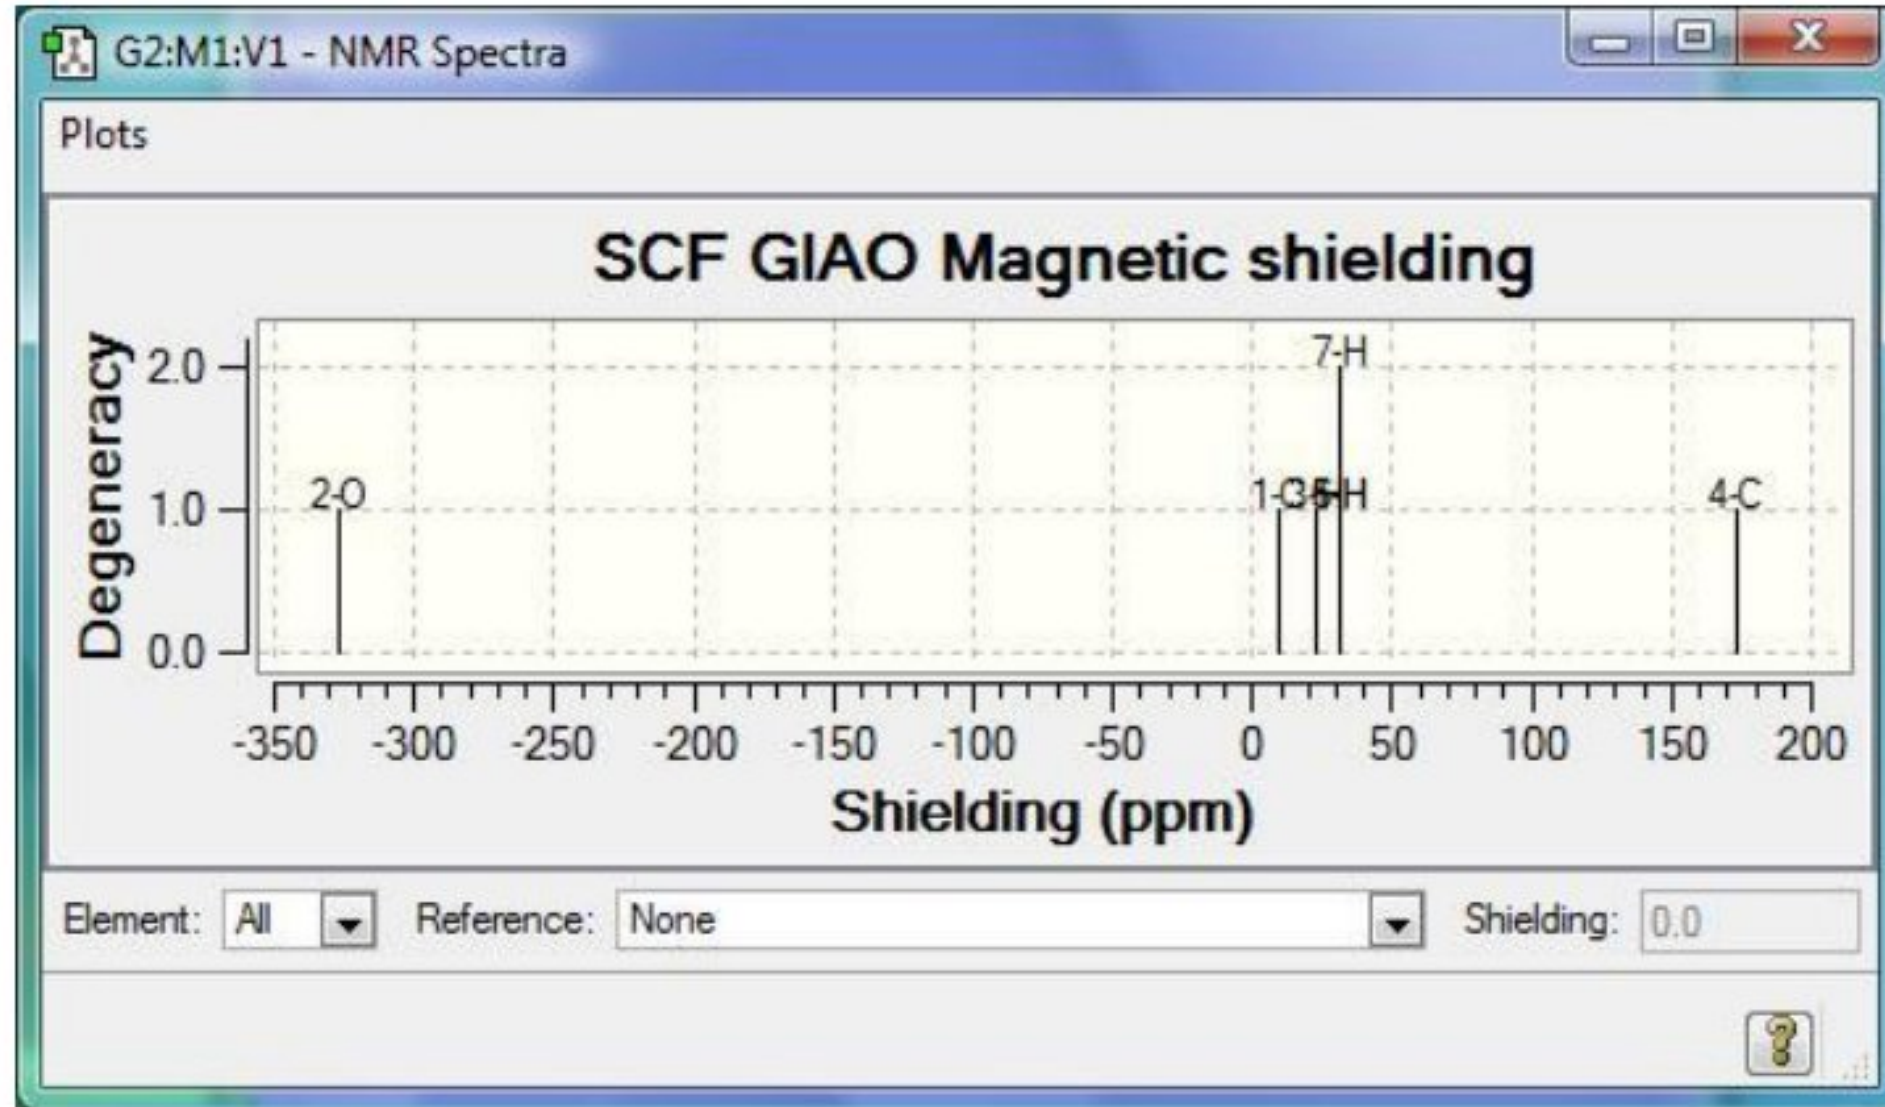 G2:M1:V1 - NMR Spectra
Plots
SCF GIAO Magnetic shielding
Degeneracy
2.0
1.0
0.0
7-H
2-O
1-C
4-C
-350 -300 -250 -200 -150 -100 -50 0 50 100 150 200
Shielding (ppm)
Element: All Reference: None Shielding: 0.0
?